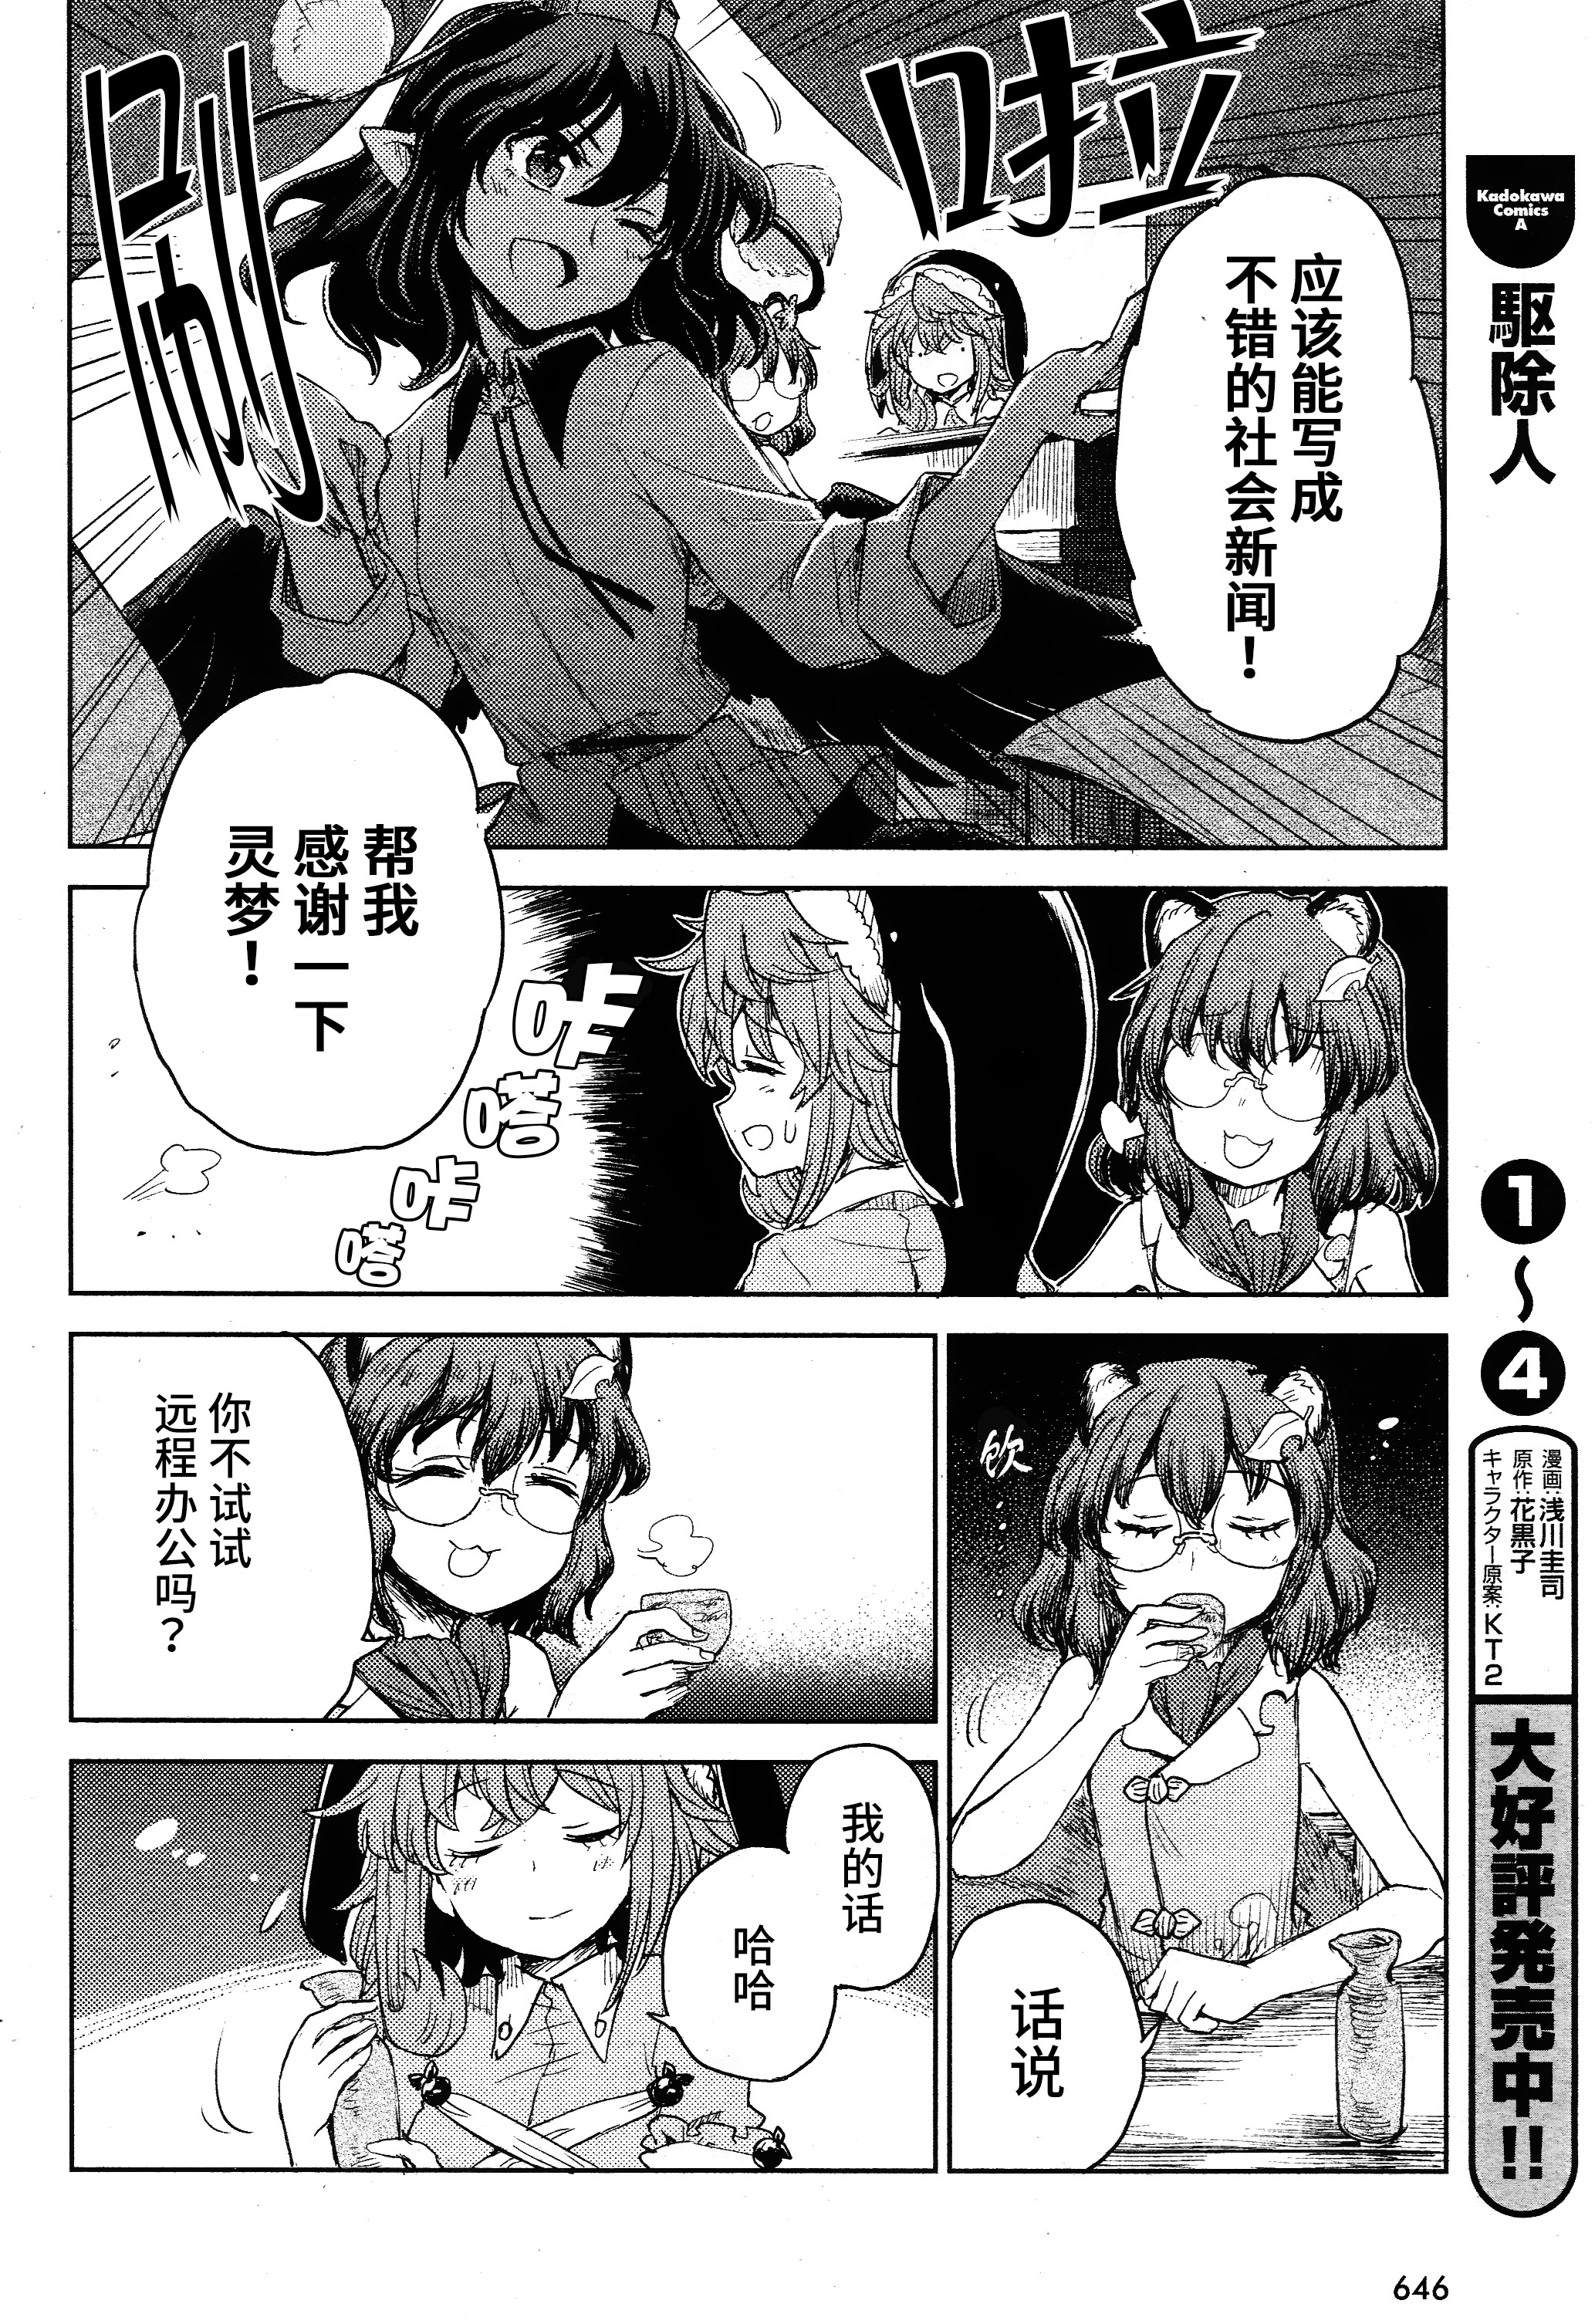 啦
应该能写成
不错的社会新闻！
刷
帮我
感谢一下
灵梦！
咔
嗒
咔
嗒
饮
话说
你不试试
远程办公吗？
我的话
哈哈
Kadokawa
Comics
A
駆除人
1～4
漫画：浅川圭司
原作：花黒子
キャラクター原案：KT2
大好評発売中!!
646